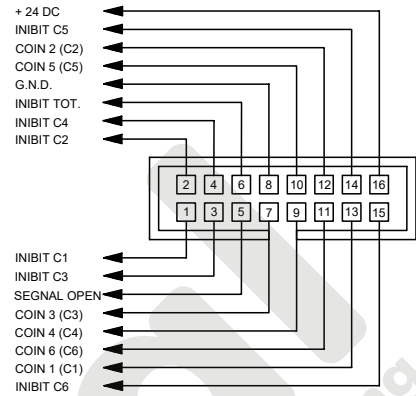 + 24 DC
INIBIT C5
COIN 2 (C2)
COIN 5 (C5)
G.N.D.
INIBIT TOT.
INIBIT C4
INIBIT C2
2 4 6 8 10 12 14 16
1 3 5 7 9 11 13 15
INIBIT C1
INIBIT C3
SEGNAL OPEN
COIN 3 (C3)
COIN 4 (C4)
COIN 6 (C6)
COIN 1 (C1)
INIBIT C6